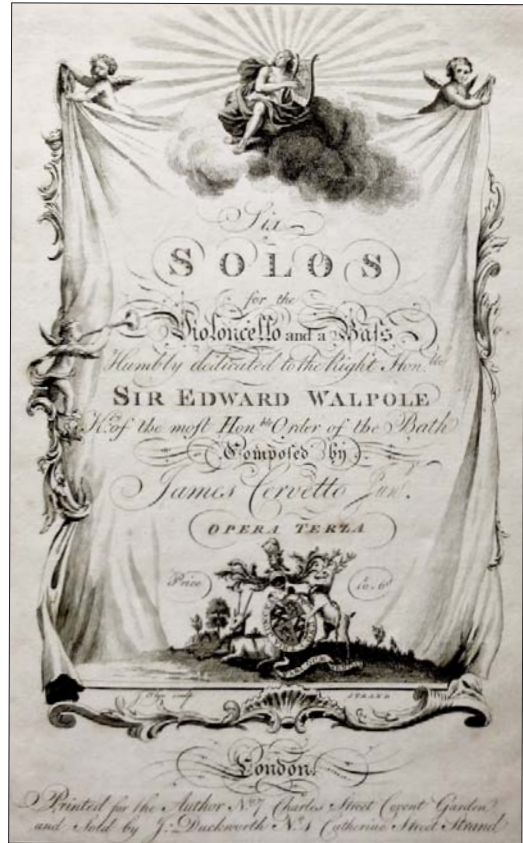 Six
SOLOS
for the
Violoncello and a Baſs
Humbly dedicated to the Right Hon.ble
SIR EDWARD WALPOLE
K.t of the most Hon.ble Order of the Bath
Composed by
James Cervetto Jun.r
OPERA TERZA
Price
sculp.
STRAND
London
Printed for the Author N.o 7 Charles Street Covent Garden
and Sold by J. Duckworth N.o 4 Catherine Street Strand